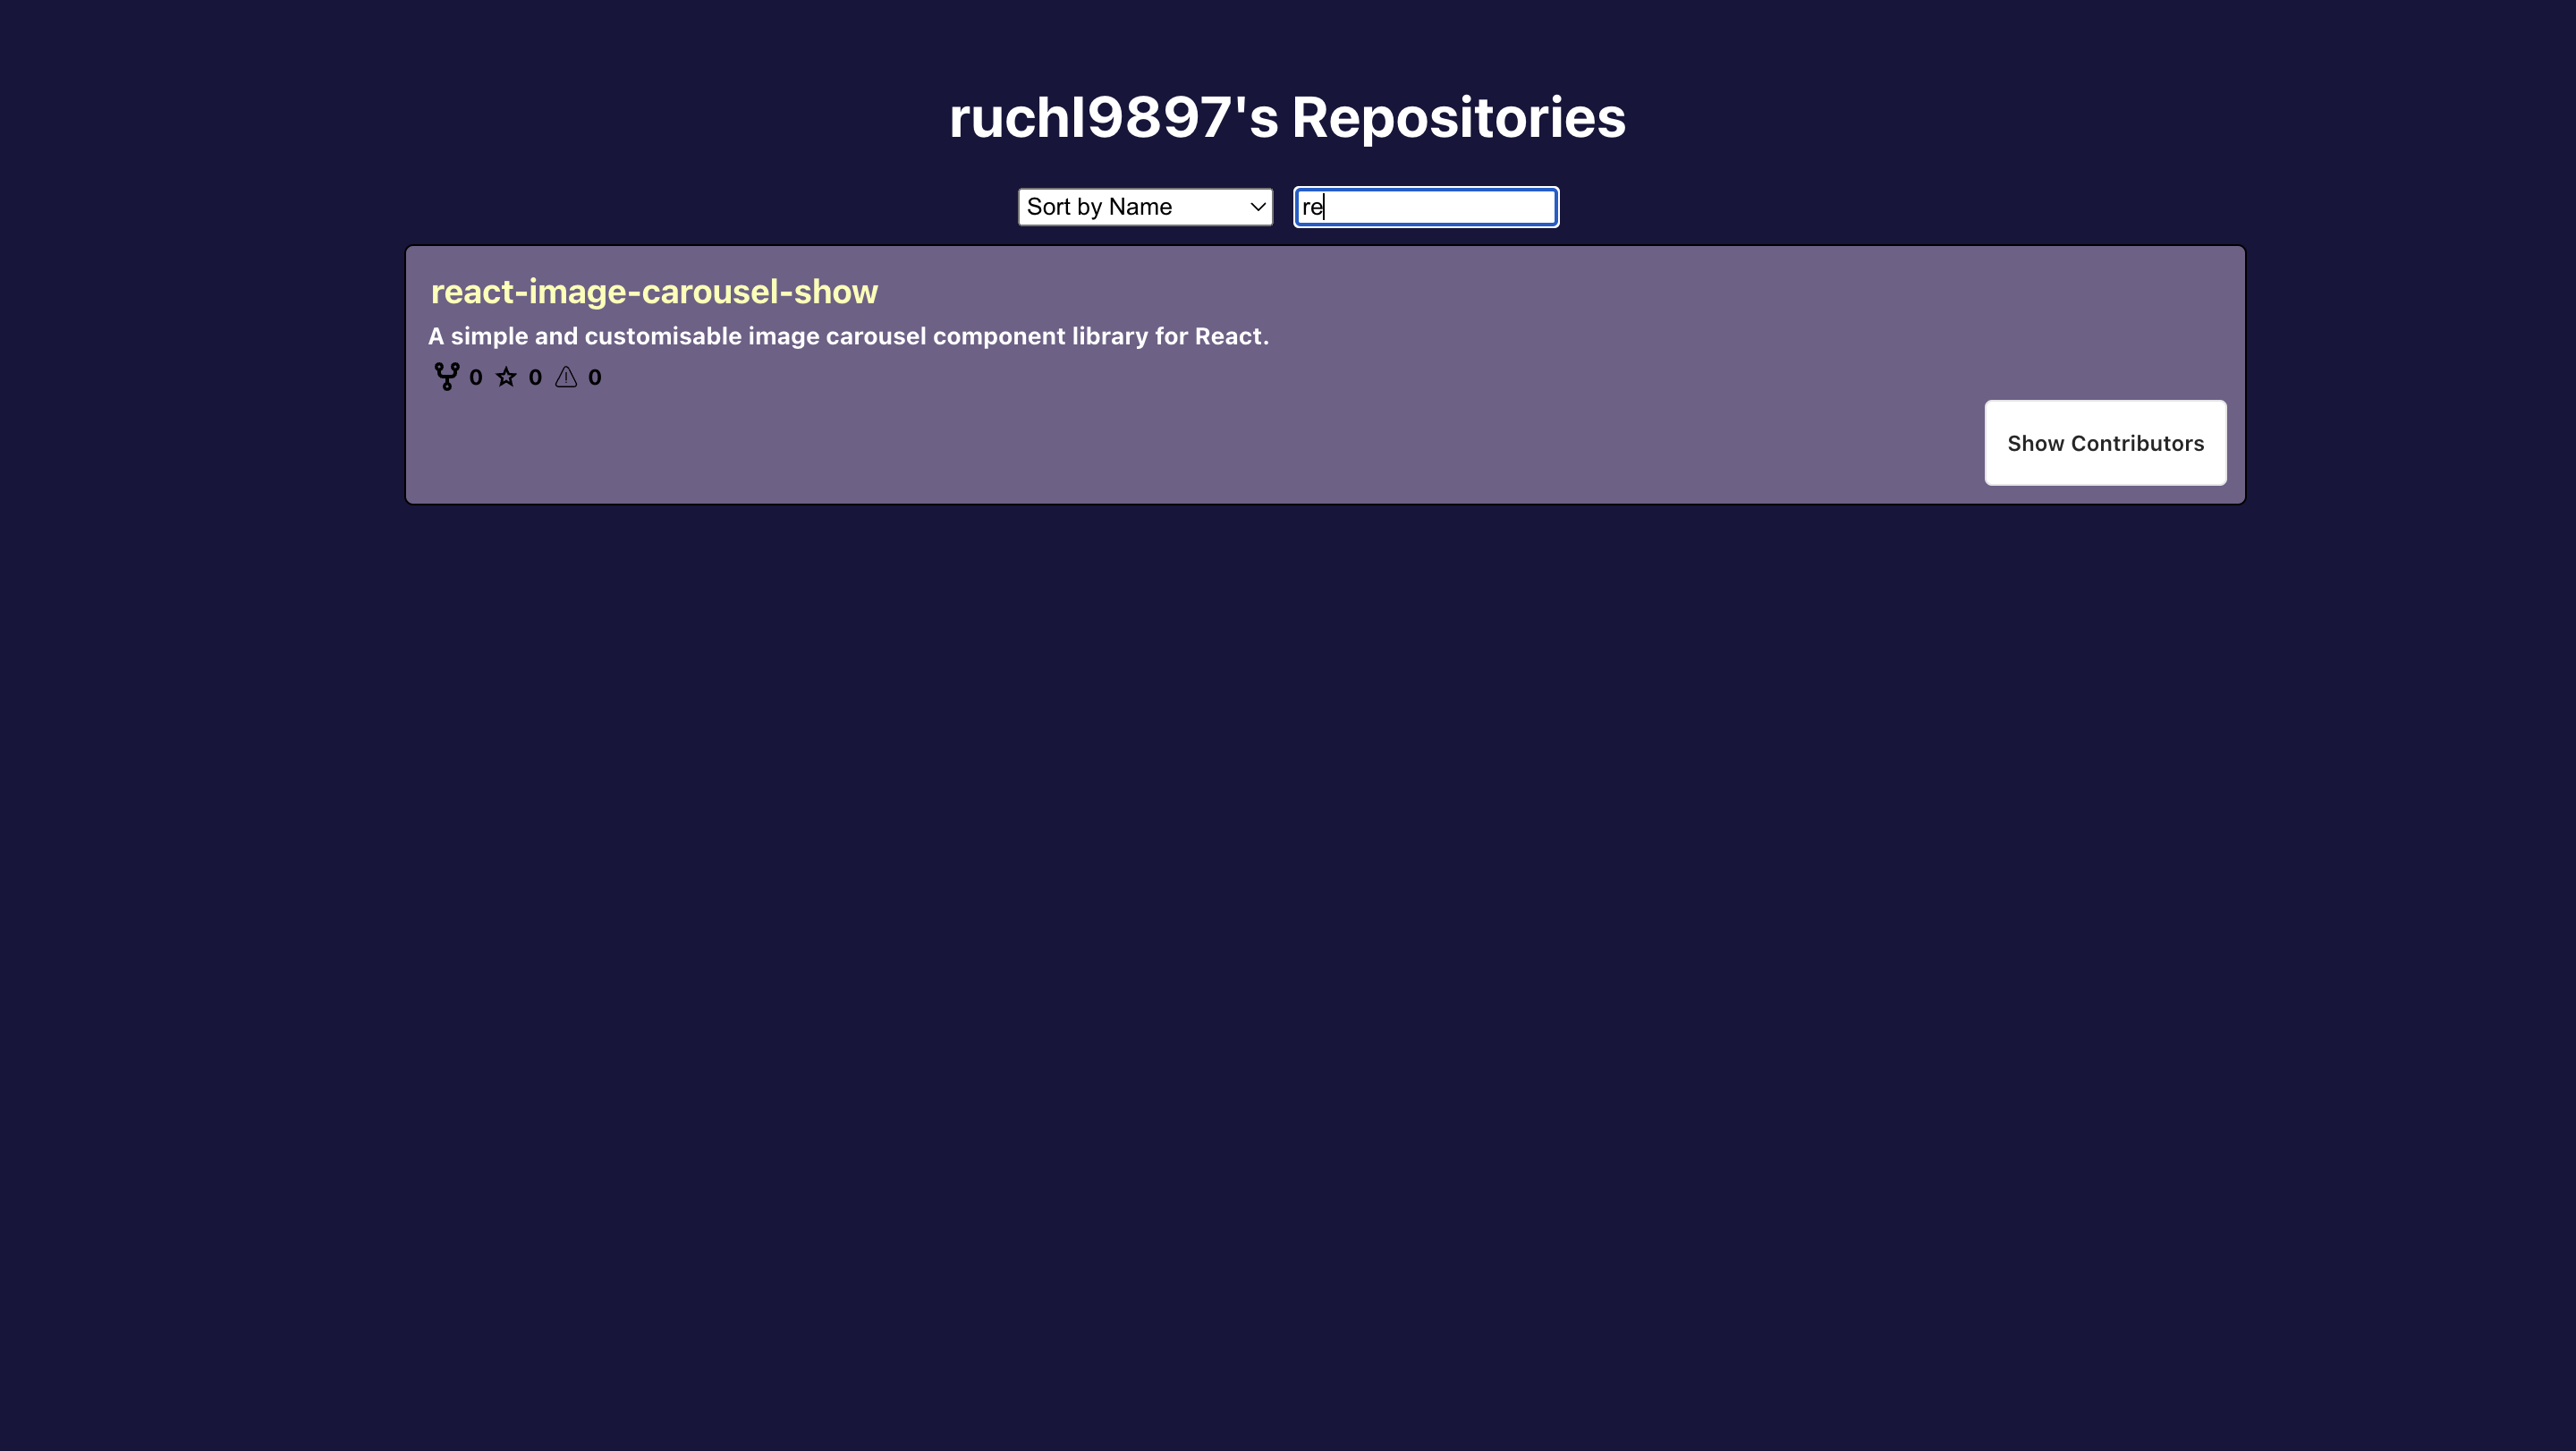 ruchI9897's Repositories
Sort by Name
re
react-image-carousel-show
A simple and customisable image carousel component library for React.
0 0 0
Show Contributors